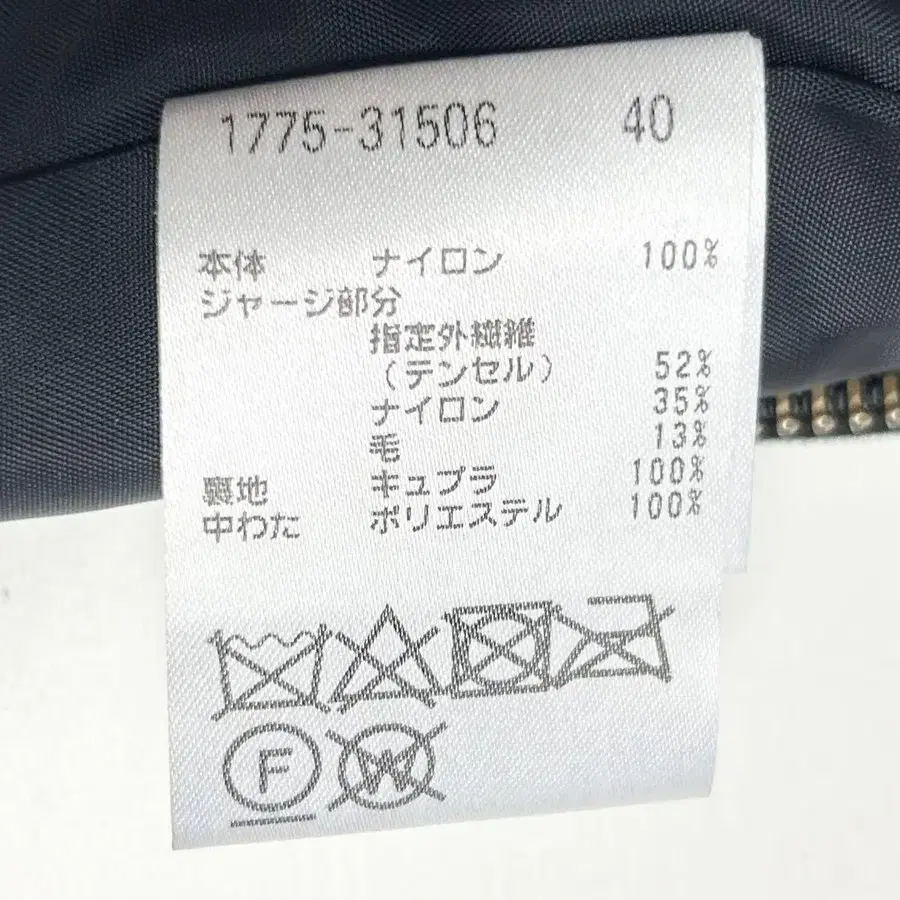 1775-31506 40
本体 ナイロン 100%
ジャージ部分
指定外繊維
(テンセル) 52%
ナイロン 35%
毛 13%
裏地 キュプラ 100%
中わた ポリエステル 100%
F W